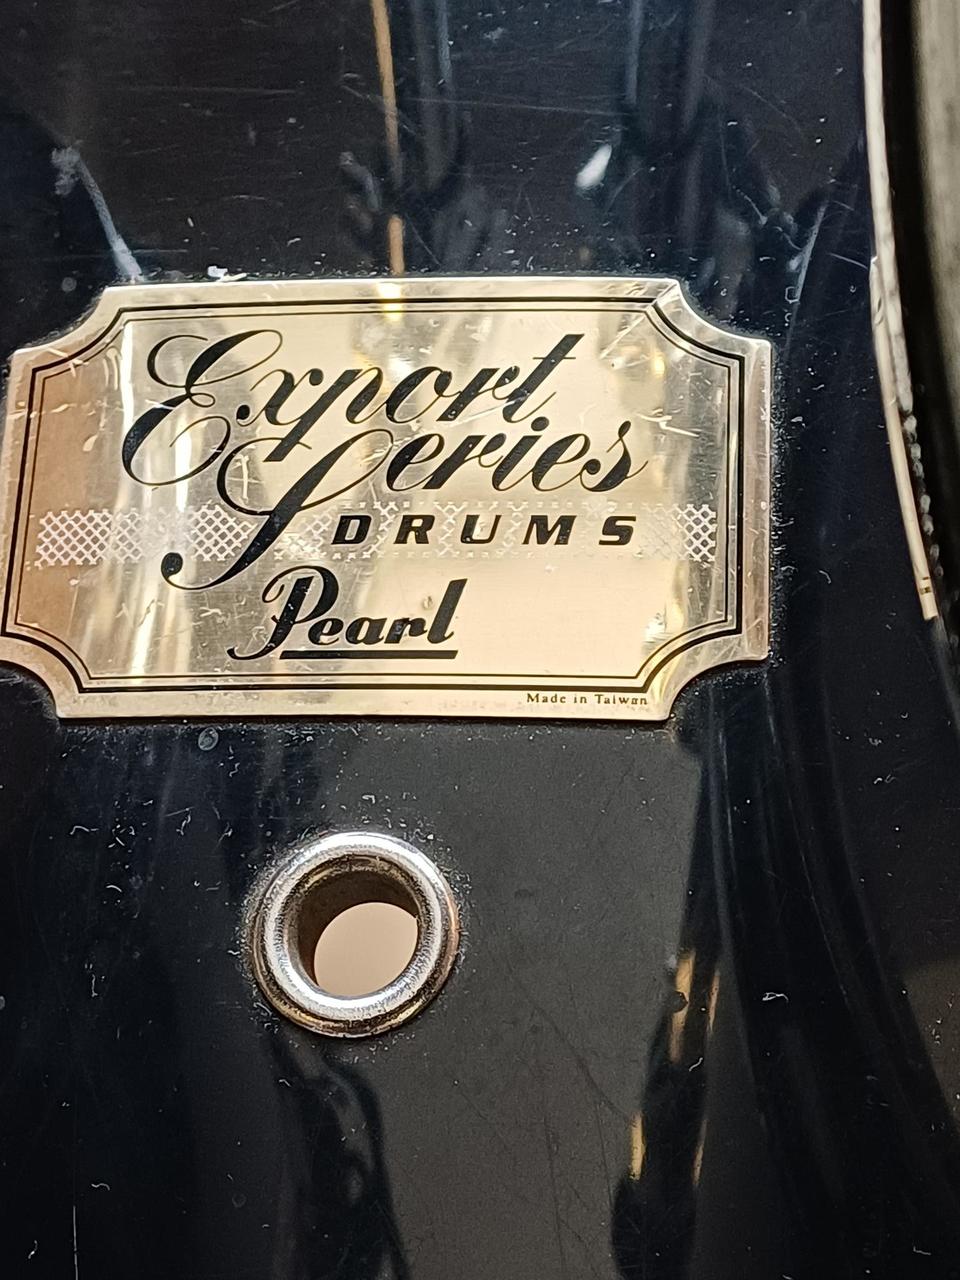 Export
Series
DRUMS
Pearl
Made in Taiwan